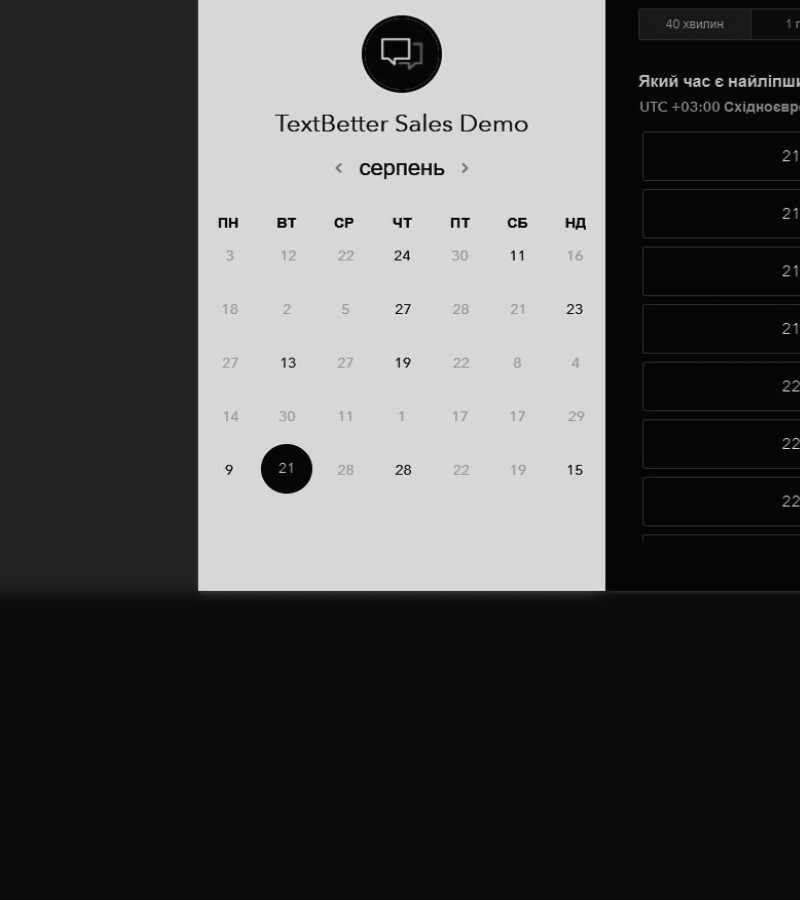 TextBetter Sales Demo
серпень
ПН ВТ СР ЧТ ПТ СБ НД
3 12 22 24 30 11 16
18 2 5 27 28 21 23
27 13 27 19 22 8 4
14 30 11 1 17 17 29
9 21 28 28 22 19 15
40 хвилин 1
Який час є
UTC +03:00
21
21
21
21
22
22
22